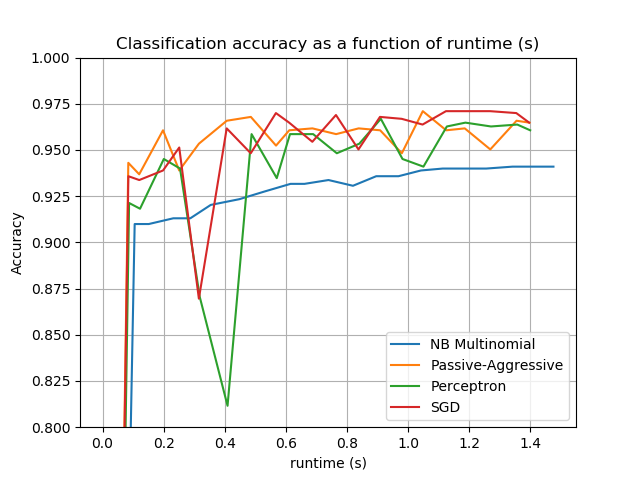 Classification accuracy as a function of runtime (s)
1.000
0.975
0.950
0.925
0.900
0.875
0.850
0.825
0.800
Accuracy
NB Multinomial
Passive-Aggressive
Perceptron
SGD
0.0 0.2 0.4 0.6 0.8 1.0 1.2 1.4
runtime (s)